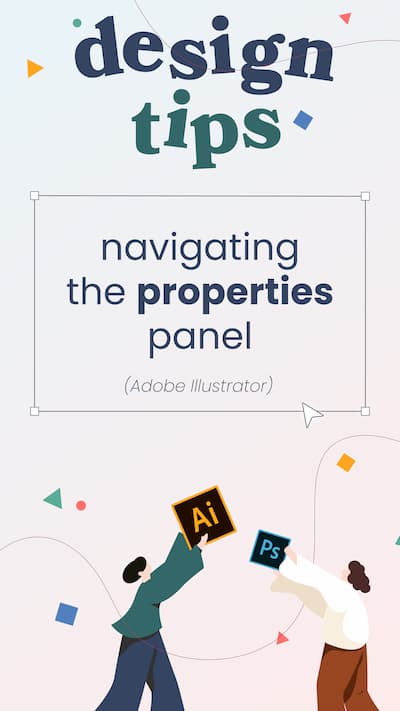 design
tips
navigating
the properties
panel
(Adobe Illustrator)
Ai
Ps